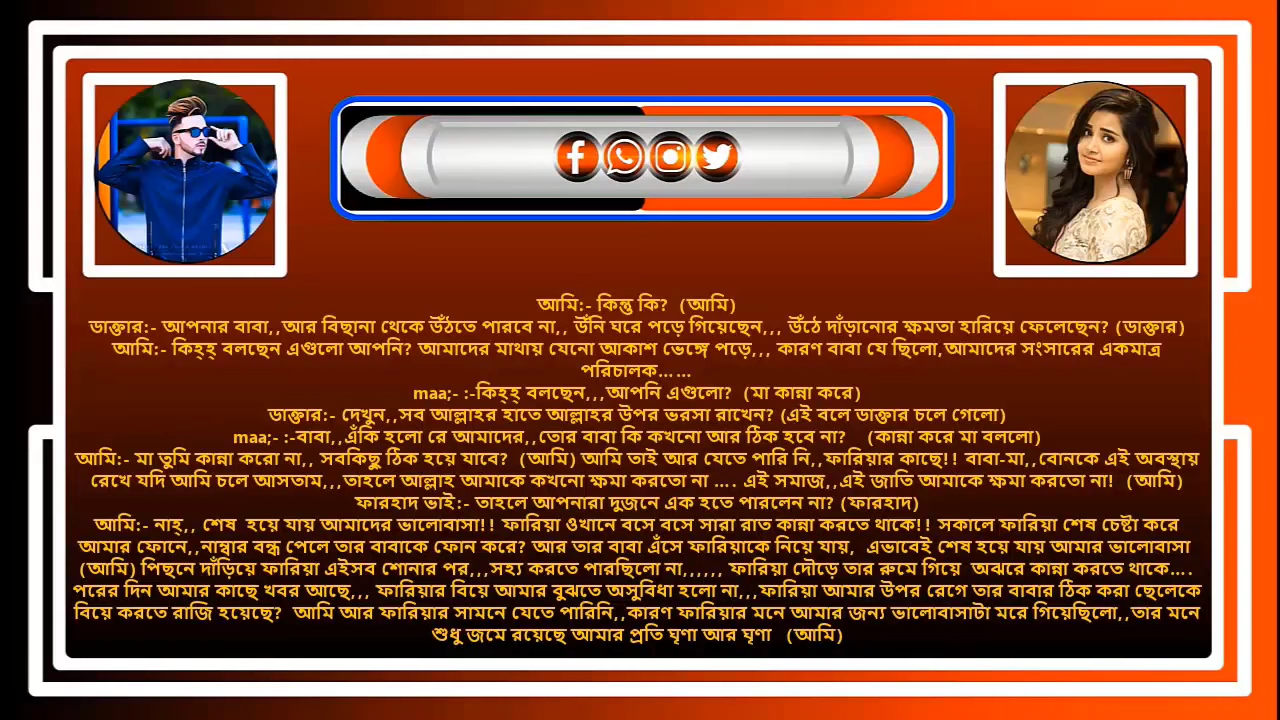 আমি:- কিন্তু কি? (আমি)
ডাক্তার:- আপনার বাবা,,আর বিছানা থেকে উঁঠতে পারবে না,, উঁনি ঘরে পড়ে গিয়েছেন,,, উঁঠে দাঁড়ানোর ক্ষমতা হারিয়ে ফেলেছেন? (ডাক্তার)
আমি:- কিহ্হ্ বলছেন এগুলো আপনি? আমাদের মাথায় যেনো আকাশ ভেঙ্গে পড়ে,,, কারণ বাবা যে ছিলো,আমাদের সংসারের একমাত্র
পরিচালক... ...
maa;- :-কিহ্হ্ বলছেন,,,আপনি এগুলো? (মা কান্না করে)
ডাক্তার:- দেখুন,,সব আল্লাহর হাতে আল্লাহর উপর ভরসা রাখেন? (এই বলে ডাক্তার চলে গেলো)
maa;- :-বাবা,,এঁকি হলো রে আমাদের,,তোর বাবা কি কখনো আর ঠিক হবে না? (কান্না করে মা বললো)
আমি:- মা তুমি কান্না করো না,, সবকিছু ঠিক হয়ে যাবে? (আমি) আমি তাই আর যেতে পারি নি,,ফারিয়ার কাছে!! বাবা-মা,,বোনকে এই অবস্থায়
রেখে যদি আমি চলে আসতাম,,,তাহলে আল্লাহ আমাকে কখনো ক্ষমা করতো না .... এই সমাজ,,এই জাতি আমাকে ক্ষমা করতো না! (আমি)
ফারহাদ ভাই:- তাহলে আপনারা দুজনে এক হতে পারলেন না? (ফারহাদ)
আমি:- নাহ্,, শেষ হয়ে যায় আমাদের ভালোবাসা!! ফারিয়া ওখানে বসে বসে সারা রাত কান্না করতে থাকে!! সকালে ফারিয়া শেষ চেষ্টা করে
আমার ফোনে,,নাম্বার বন্ধ পেলে তার বাবাকে ফোন করে? আর তার বাবা এঁসে ফারিয়াকে নিয়ে যায়, এভাবেই শেষ হয়ে যায় আমার ভালোবাসা
(আমি) পিছনে দাঁড়িয়ে ফারিয়া এইসব শোনার পর,,,সহ্য করতে পারছিলো না,,,,,, ফারিয়া দৌড়ে তার রুমে গিয়ে অঝরে কান্না করতে থাকে....
পরের দিন আমার কাছে খবর আছে,,, ফারিয়ার বিয়ে আমার বুঝতে অসুবিধা হলো না,,,ফারিয়া আমার উপর রেগে তার বাবার ঠিক করা ছেলেকে
বিয়ে করতে রাজি হয়েছে? আমি আর ফারিয়ার সামনে যেতে পারিনি,,কারণ ফারিয়ার মনে আমার জন্য ভালোবাসাটা মরে গিয়েছিলো,,তার মনে
শুধু জমে রয়েছে আমার প্রতি ঘৃণা আর ঘৃণা (আমি)